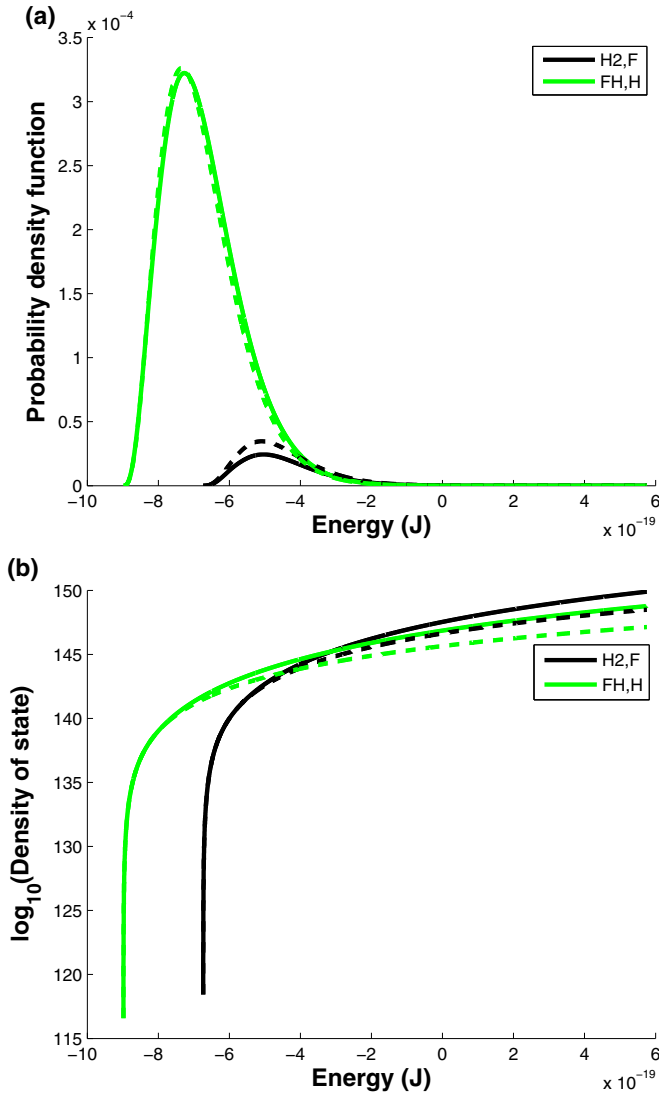 (a)
x 10⁻⁴
3.5
3
2.5
2
1.5
1
0.5
0
Probability density function
H2,F
FH,H
−10 −8 −6 −4 −2 0 2 4 6
Energy (J)
x 10⁻¹⁹
(b)
150
145
140
135
130
125
120
115
log₁₀(Density of state)
H2,F
FH,H
−10 −8 −6 −4 −2 0 2 4 6
Energy (J)
x 10⁻¹⁹